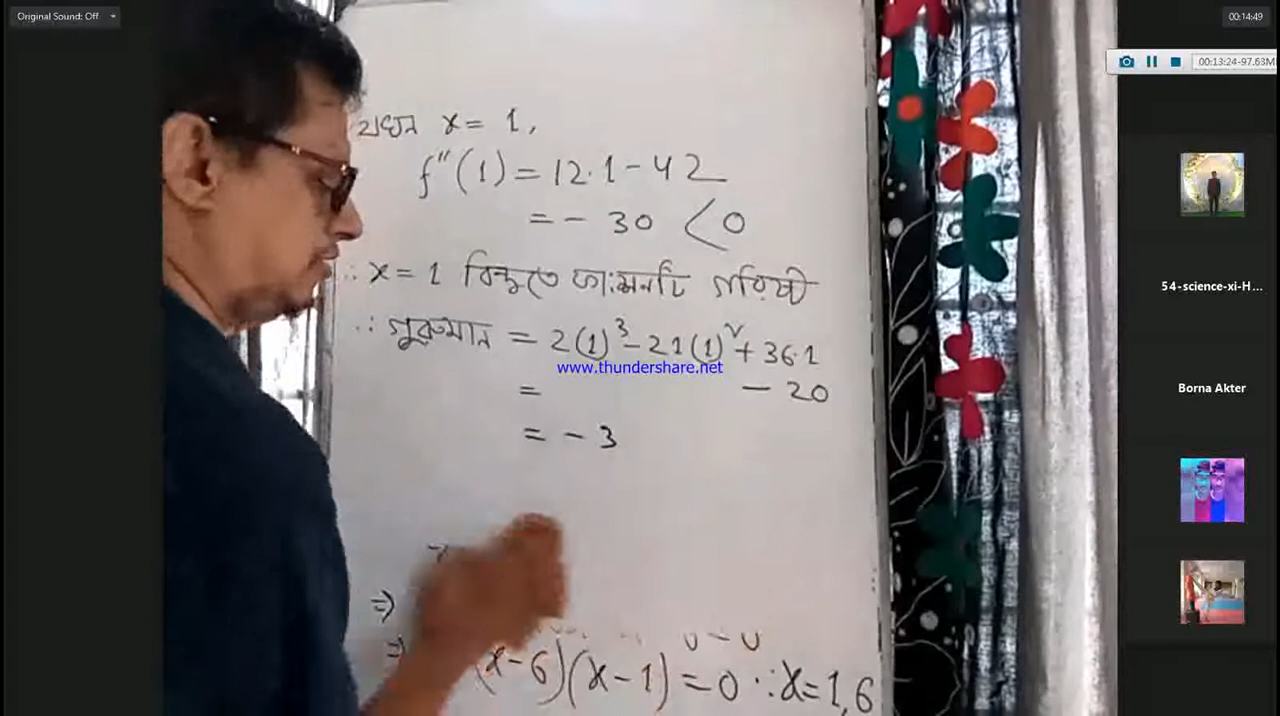 Original Sound: Off
00:14:49
00:13:24-97.63M
যখন x = 1,
f''(1) = 12·1 - 42
= - 30 < 0
∴ x = 1 বিন্দুতে ফাংশনটি গরিষ্ঠ
∴ গুরুমান = 2(1)³ - 21(1)² + 36·1
www.thundershare.net
= - 20
= - 3
⇒
⇒ (x-6)(x-1) = 0 ∴ x = 1, 6
54-science-xi-H...
Borna Akter